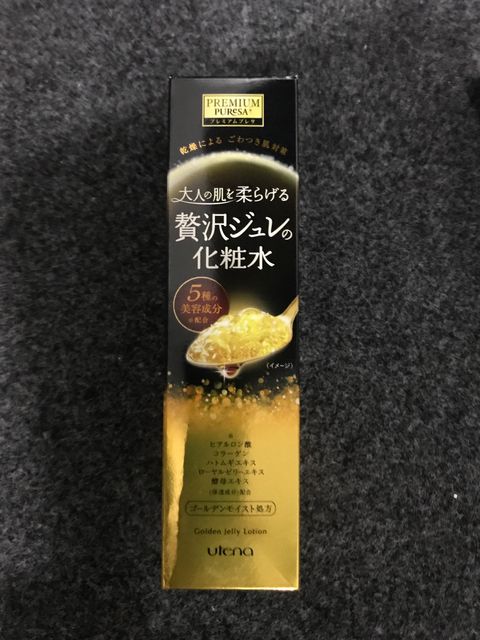 PREMIUM
PURESA
プレミアムプレサ
乾燥による ごわつき肌対策
大人の肌を柔らげる
贅沢ジュレの
化粧水
5種の
美容成分
※配合
(イメージ)
※
ヒアルロン酸
コラーゲン
ハトムギエキス
ローヤルゼリーエキス
酵母エキス
(保湿成分)配合
ゴールデンモイスト処方
Golden Jelly Lotion
utena